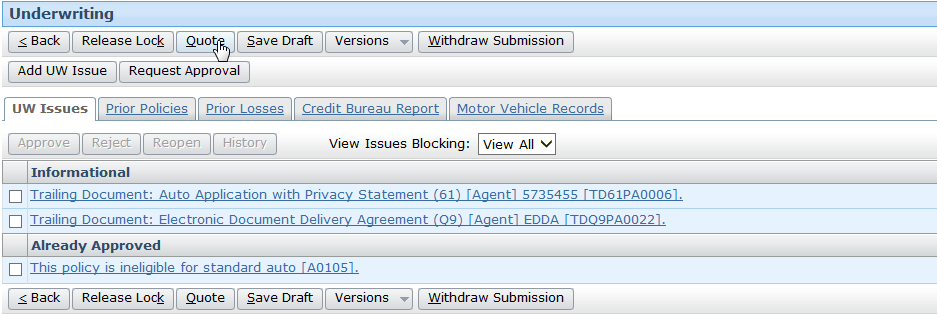 Underwriting
< Back Release Lock Quote Save Draft Versions Withdraw Submission
Add UW Issue Request Approval
UW Issues Prior Policies Prior Losses Credit Bureau Report Motor Vehicle Records
Approve Reject Reopen History View Issues Blocking: View All
Informational
Trailing Document: Auto Application with Privacy Statement (61) [Agent] 5735455 [TD61PA0006].
Trailing Document: Electronic Document Delivery Agreement (Q9) [Agent] EDDA [TDQ9PA0022].
Already Approved
This policy is ineligible for standard auto [A0105].
< Back Release Lock Quote Save Draft Versions Withdraw Submission